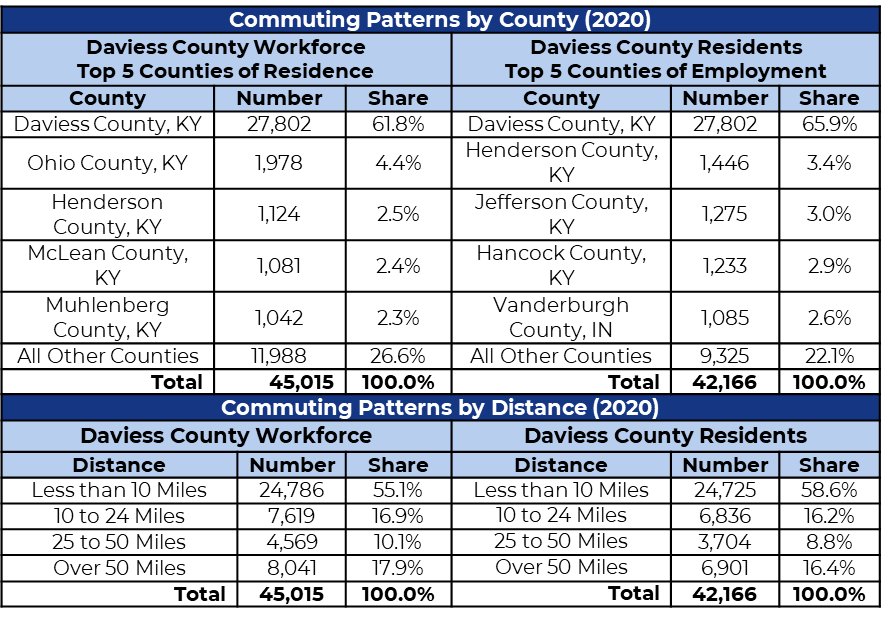 Commuting Patterns by County (2020)
Daviess County Workforce
Top 5 Counties of Residence
Daviess County Residents
Top 5 Counties of Employment
County Number Share County Number Share
Daviess County, KY 27,802 61.8% Daviess County, KY 27,802 65.9%
Ohio County, KY 1,978 4.4% Henderson County,
KY 1,446 3.4%
Henderson
County, KY 1,124 2.5% Jefferson County,
KY 1,275 3.0%
McLean County,
KY 1,081 2.4% Hancock County,
KY 1,233 2.9%
Muhlenberg
County, KY 1,042 2.3% Vanderburgh
County, IN 1,085 2.6%
All Other Counties 11,988 26.6% All Other Counties 9,325 22.1%
Total 45,015 100.0% Total 42,166 100.0%
Commuting Patterns by Distance (2020)
Daviess County Workforce Daviess County Residents
Distance Number Share Distance Number Share
Less than 10 Miles 24,786 55.1% Less than 10 Miles 24,725 58.6%
10 to 24 Miles 7,619 16.9% 10 to 24 Miles 6,836 16.2%
25 to 50 Miles 4,569 10.1% 25 to 50 Miles 3,704 8.8%
Over 50 Miles 8,041 17.9% Over 50 Miles 6,901 16.4%
Total 45,015 100.0% Total 42,166 100.0%